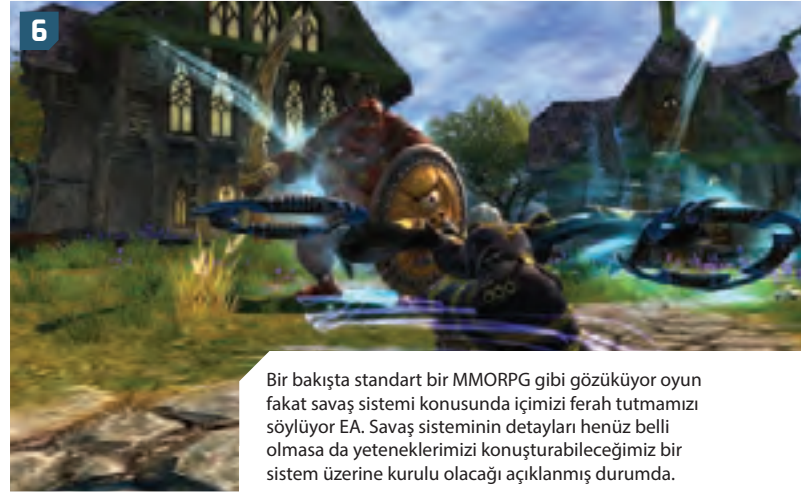 6
Bir bakışta standart bir MMORPG gibi gözüküyor oyun
fakat savaş sistemi konusunda içimizi ferah tutmamızı
söylüyor EA. Savaş sisteminin detayları henüz belli
olmasa da yeteneklerimizi konuşturabileceğimiz bir
sistem üzerine kurulu olacağı açıklanmış durumda.